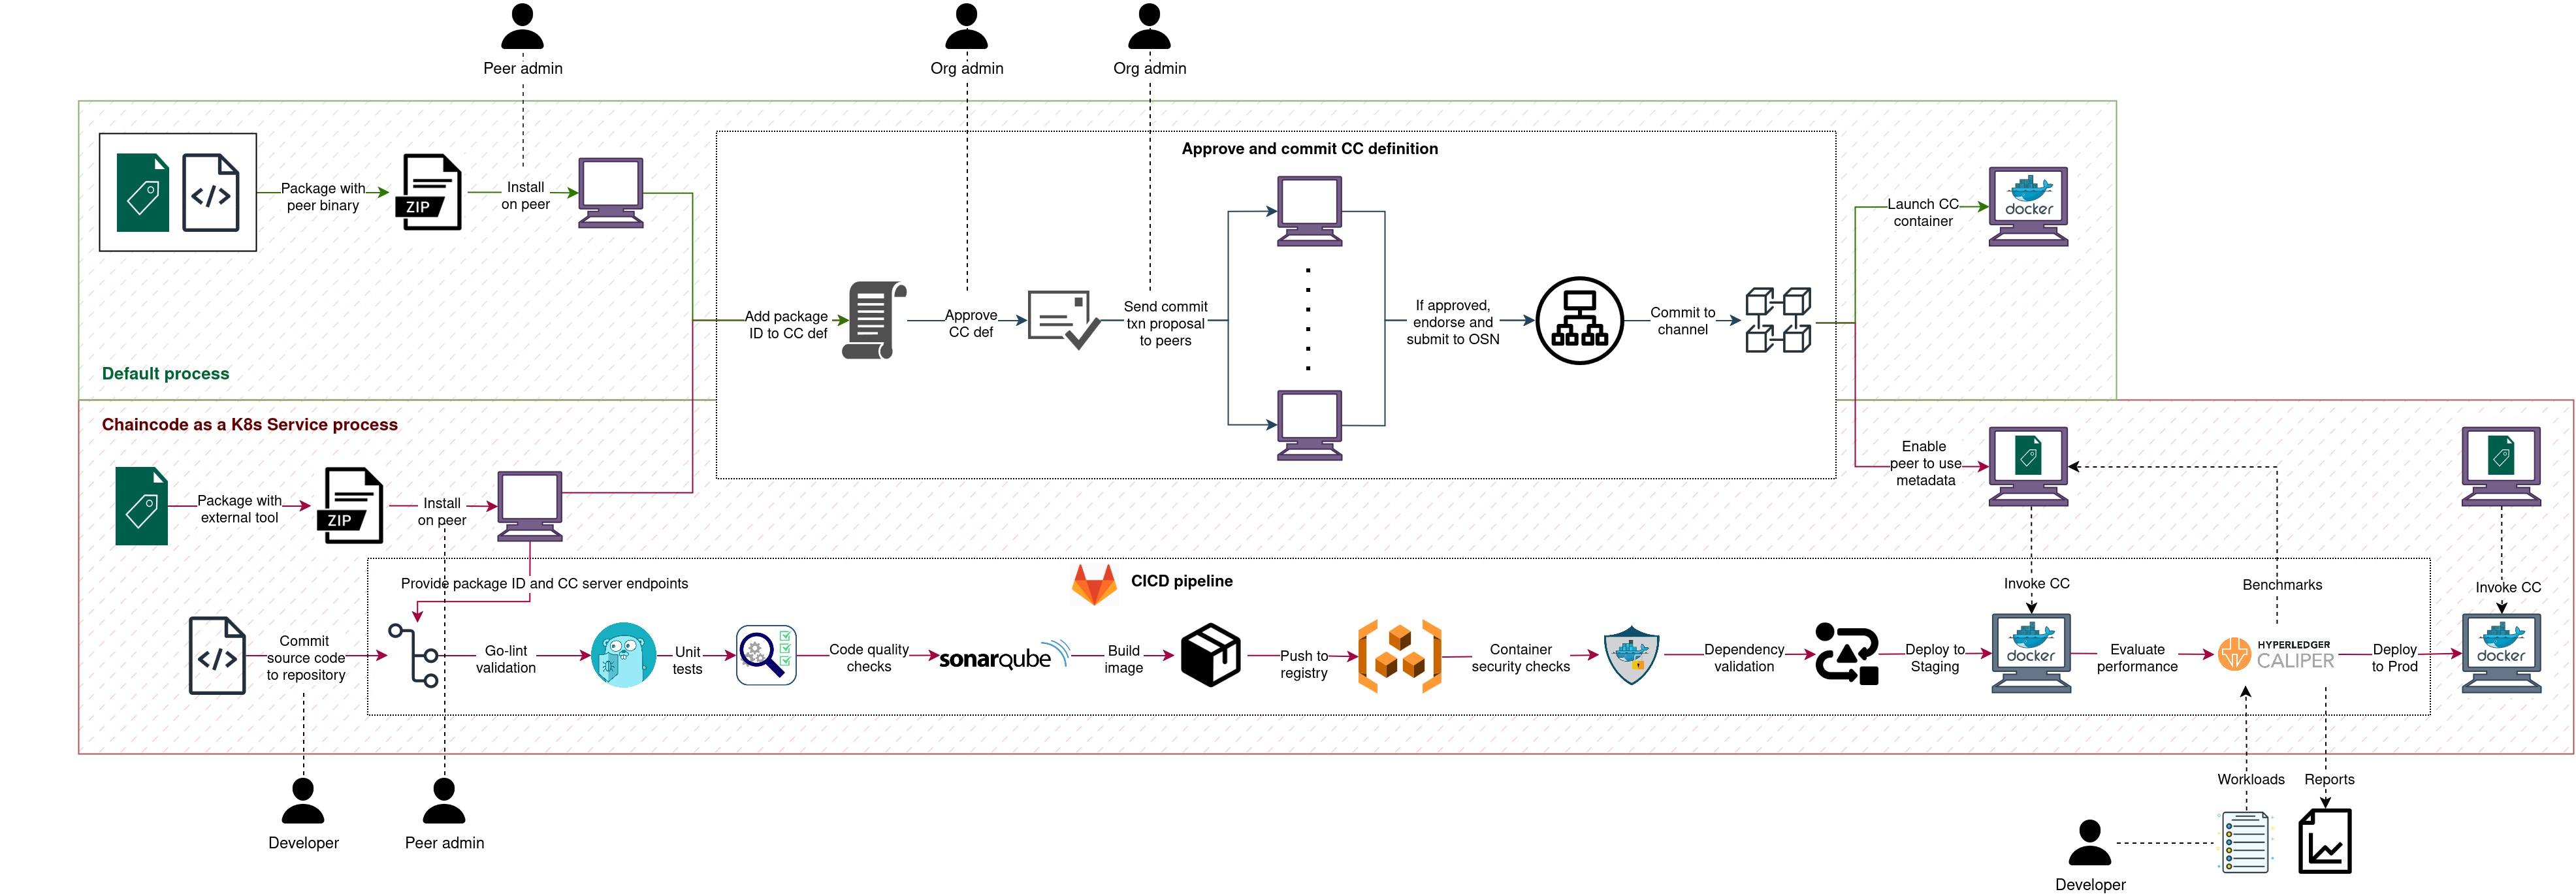 Peer admin
Org admin
Org admin
Approve and commit CC definition
Package with
peer binary
ZIP
Install
on peer
Launch CC
container
docker
Add package
ID to CC def
Approve
CC def
Send commit
txn proposal
to peers
If approved,
endorse and
submit to OSN
Commit to
channel
Default process
Chaincode as a K8s Service process
Package with
external tool
ZIP
Install
on peer
Enable
peer to use
metadata
Provide package ID and CC server endpoints
CICD pipeline
Invoke CC
Benchmarks
Invoke CC
Commit
source code
to repository
Go-lint
validation
Unit
tests
Code quality
checks
sonarqube
Build
image
Push to
registry
Container
security checks
Dependency
validation
Deploy to
Staging
docker
Evaluate
performance
HYPERLEDGER
CALIPER
Deploy
to Prod
docker
Workloads
Reports
Developer
Peer admin
Developer